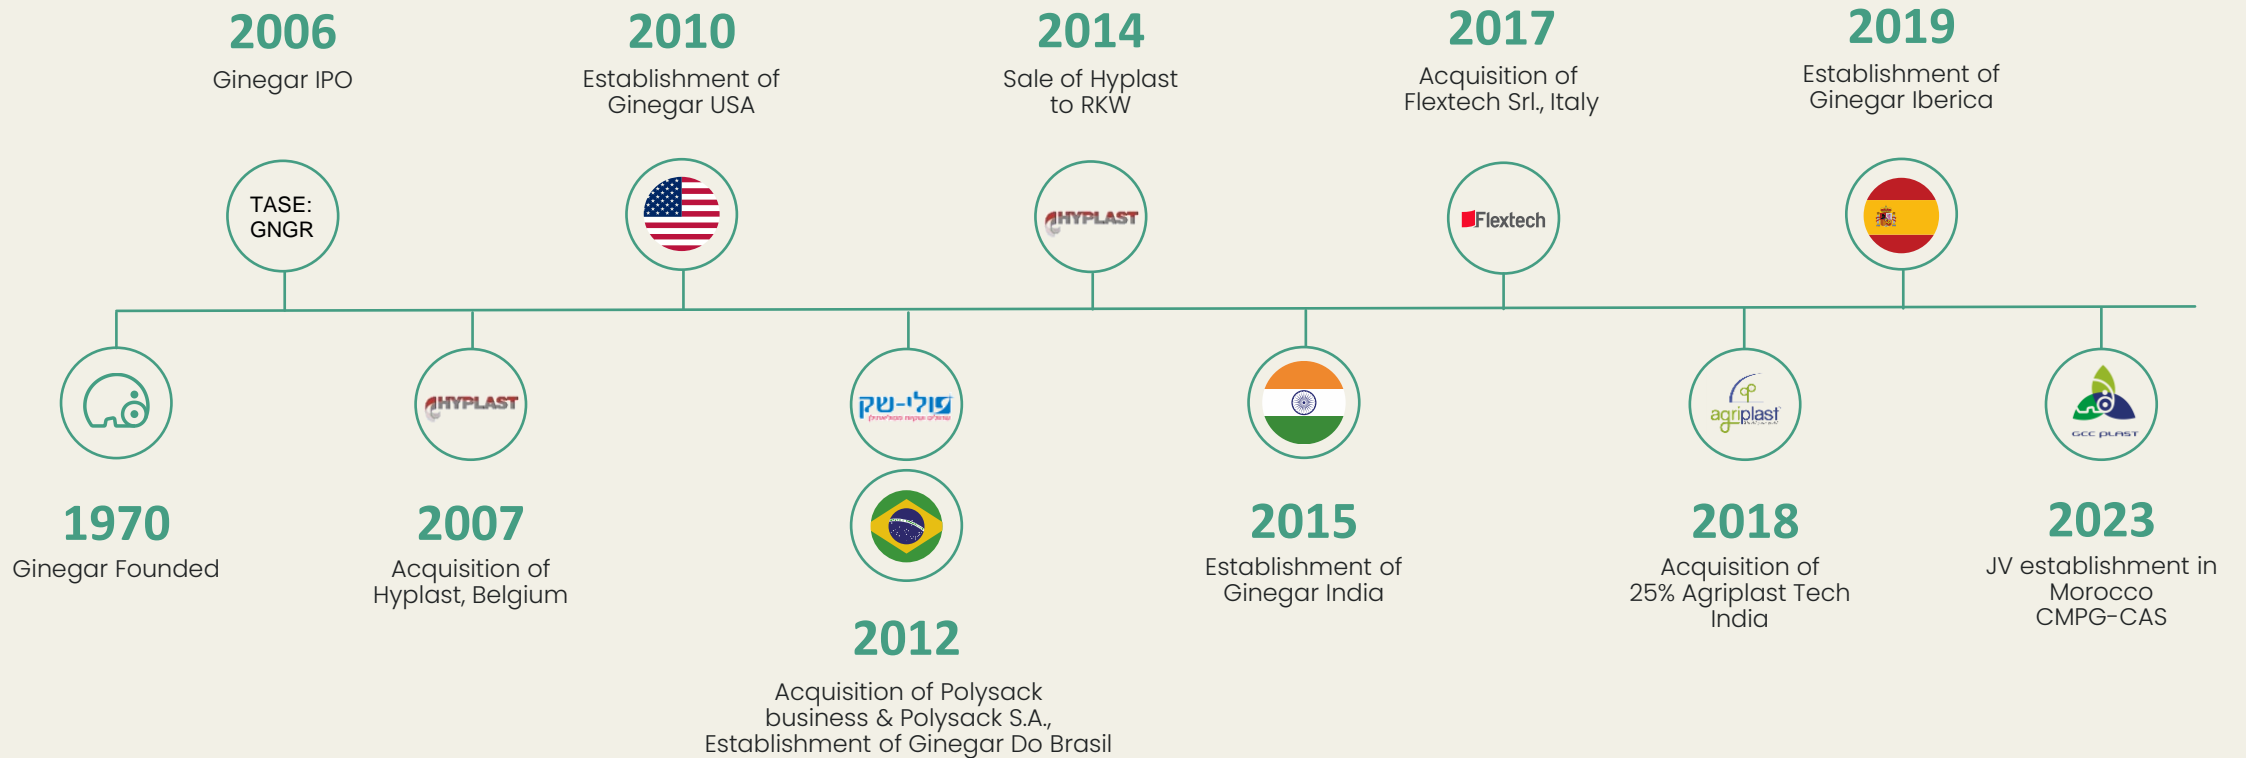 2006
Ginegar IPO
TASE:
GNGR
2010
Establishment of
Ginegar USA
2014
Sale of Hyplast
to RKW
HYPLAST
2017
Acquisition of
Flextech Srl., Italy
Flextech
2019
Establishment of
Ginegar Iberica
1970
Ginegar Founded
HYPLAST
2007
Acquisition of
Hyplast, Belgium
פולי-שק
2012
Acquisition of Polysack
business & Polysack S.A.,
Establishment of Ginegar Do Brasil
2015
Establishment of
Ginegar India
agriplast
2018
Acquisition of
25% Agriplast Tech
India
GCC PLAST
2023
JV establishment in
Morocco
CMPG-CAS